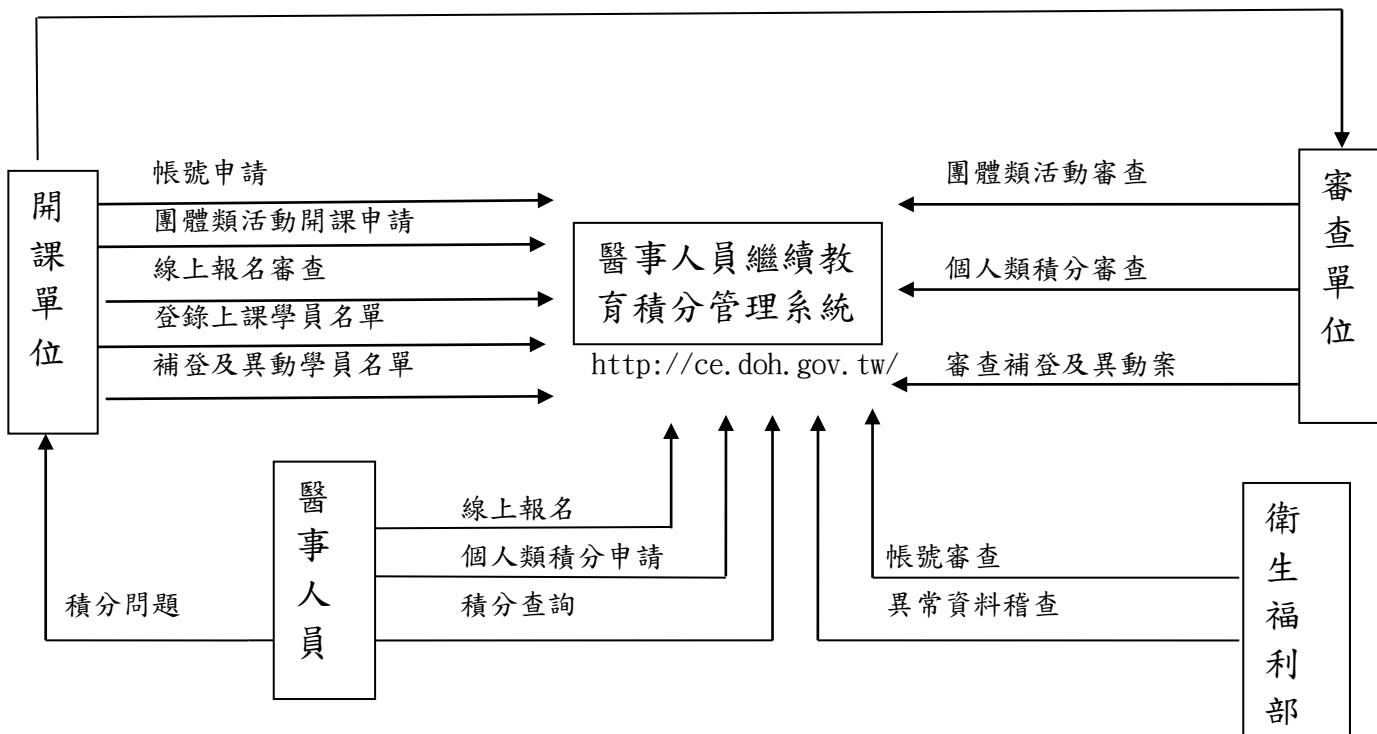 開課單位
帳號申請
團體類活動開課申請
線上報名審查
登錄上課學員名單
補登及異動學員名單
醫事人員繼續教
育積分管理系統
http://ce.doh.gov.tw/
團體類活動審查
個人類積分審查
審查補登及異動案
審查單位
積分問題
醫事人員
線上報名
個人類積分申請
積分查詢
帳號審查
異常資料稽查
衛生福利部